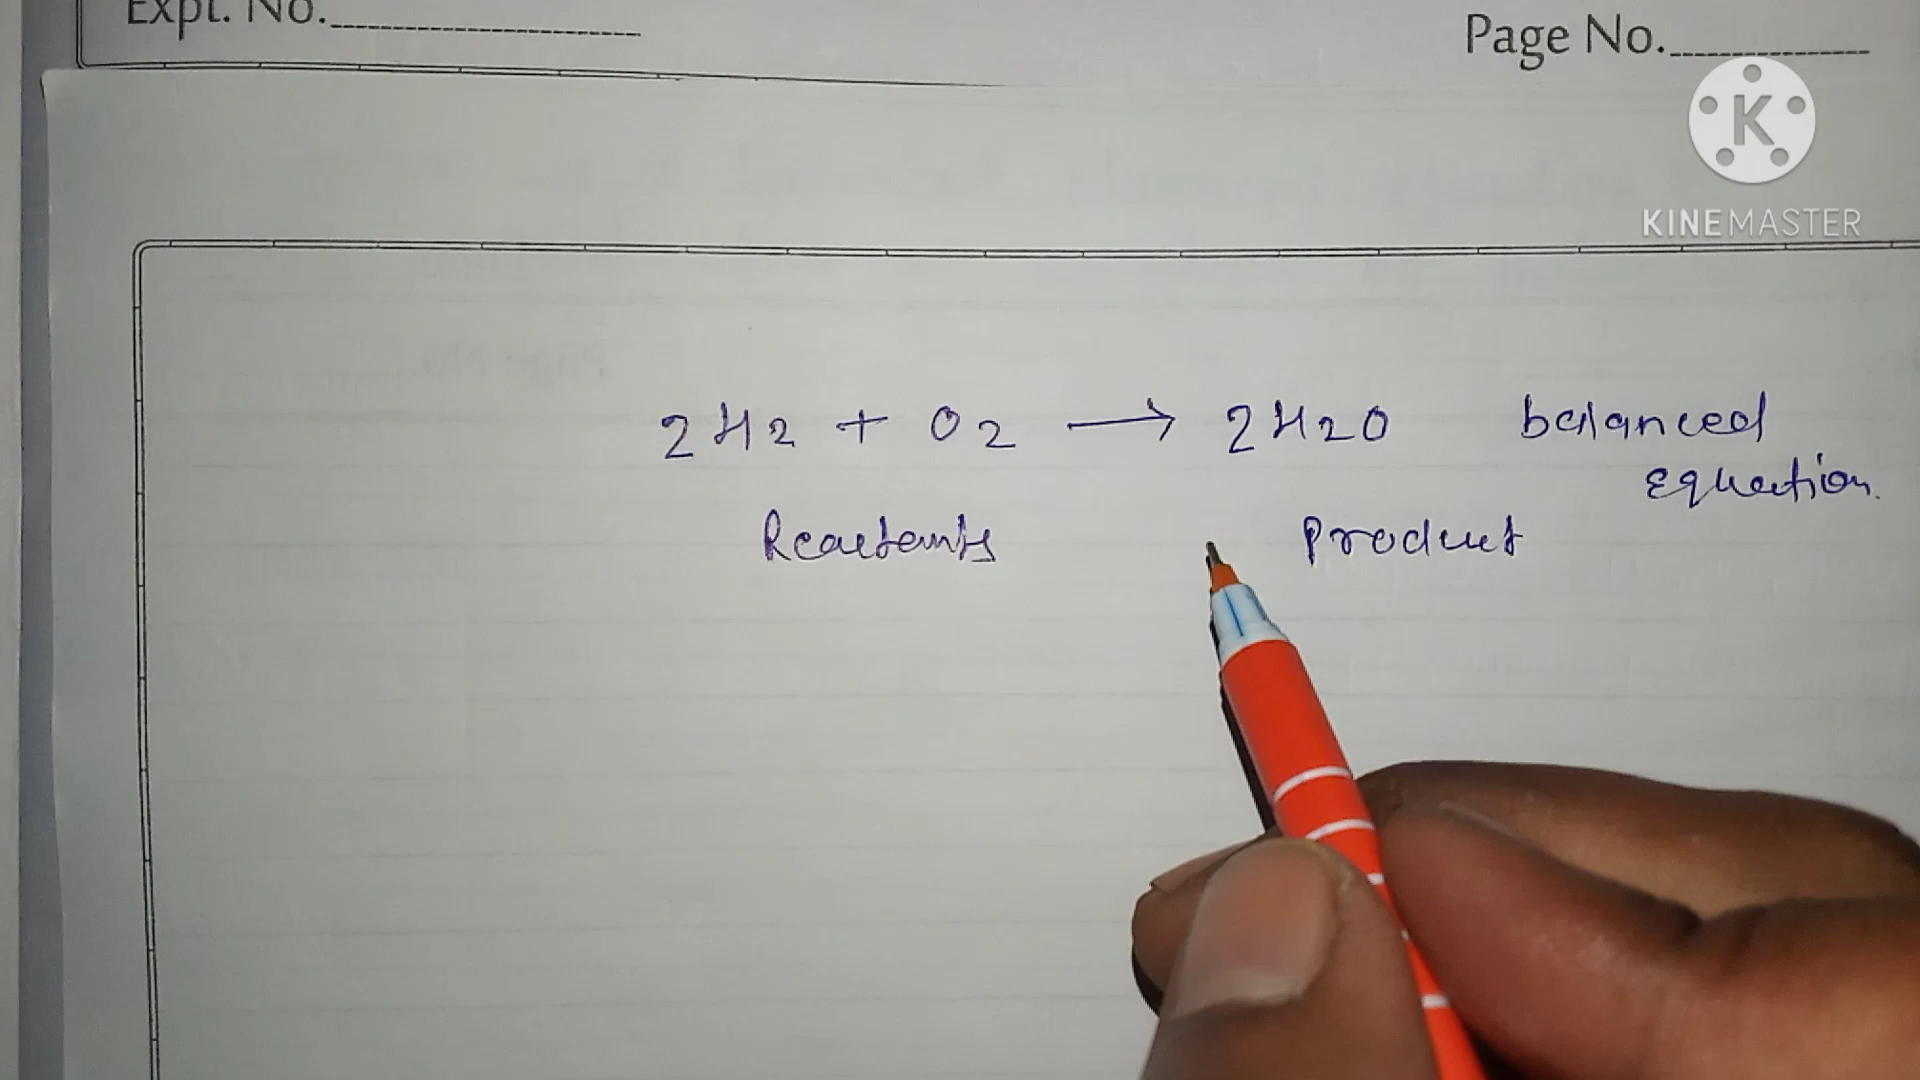 Expt. No.
Page No.
K
KINEMASTER
2H2 + O2 → 2H2O balanced
equation.
Reactants Product